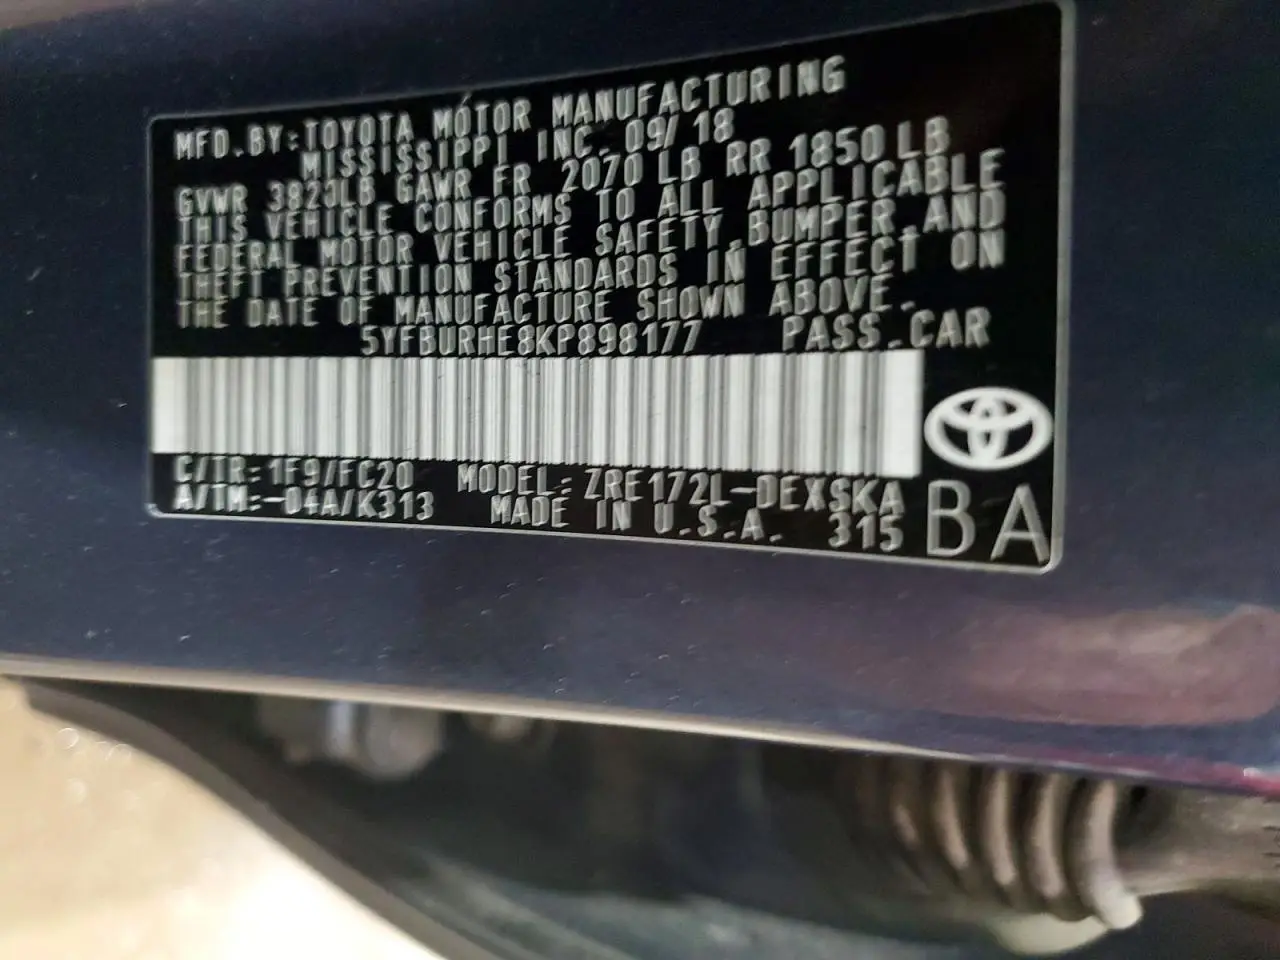 MFD.BY:TOYOTA MOTOR MANUFACTURING
MISSISSIPPI INC. 09/18
GVWR 3820LB GAWR FR 2070 LB RR 1850 LB
THIS VEHICLE CONFORMS TO ALL APPLICABLE
FEDERAL MOTOR VEHICLE SAFETY,BUMPER,AND
THEFT PREVENTION STANDARDS IN EFFECT ON
THE DATE OF MANUFACTURE SHOWN ABOVE.
5YFBURHE8KP898177 PASS.CAR
C/TR:1F9/FC20 MODEL:ZRE172L-DEXSKA
A/TM:-04A/K313 MADE IN U.S.A. 315
BA